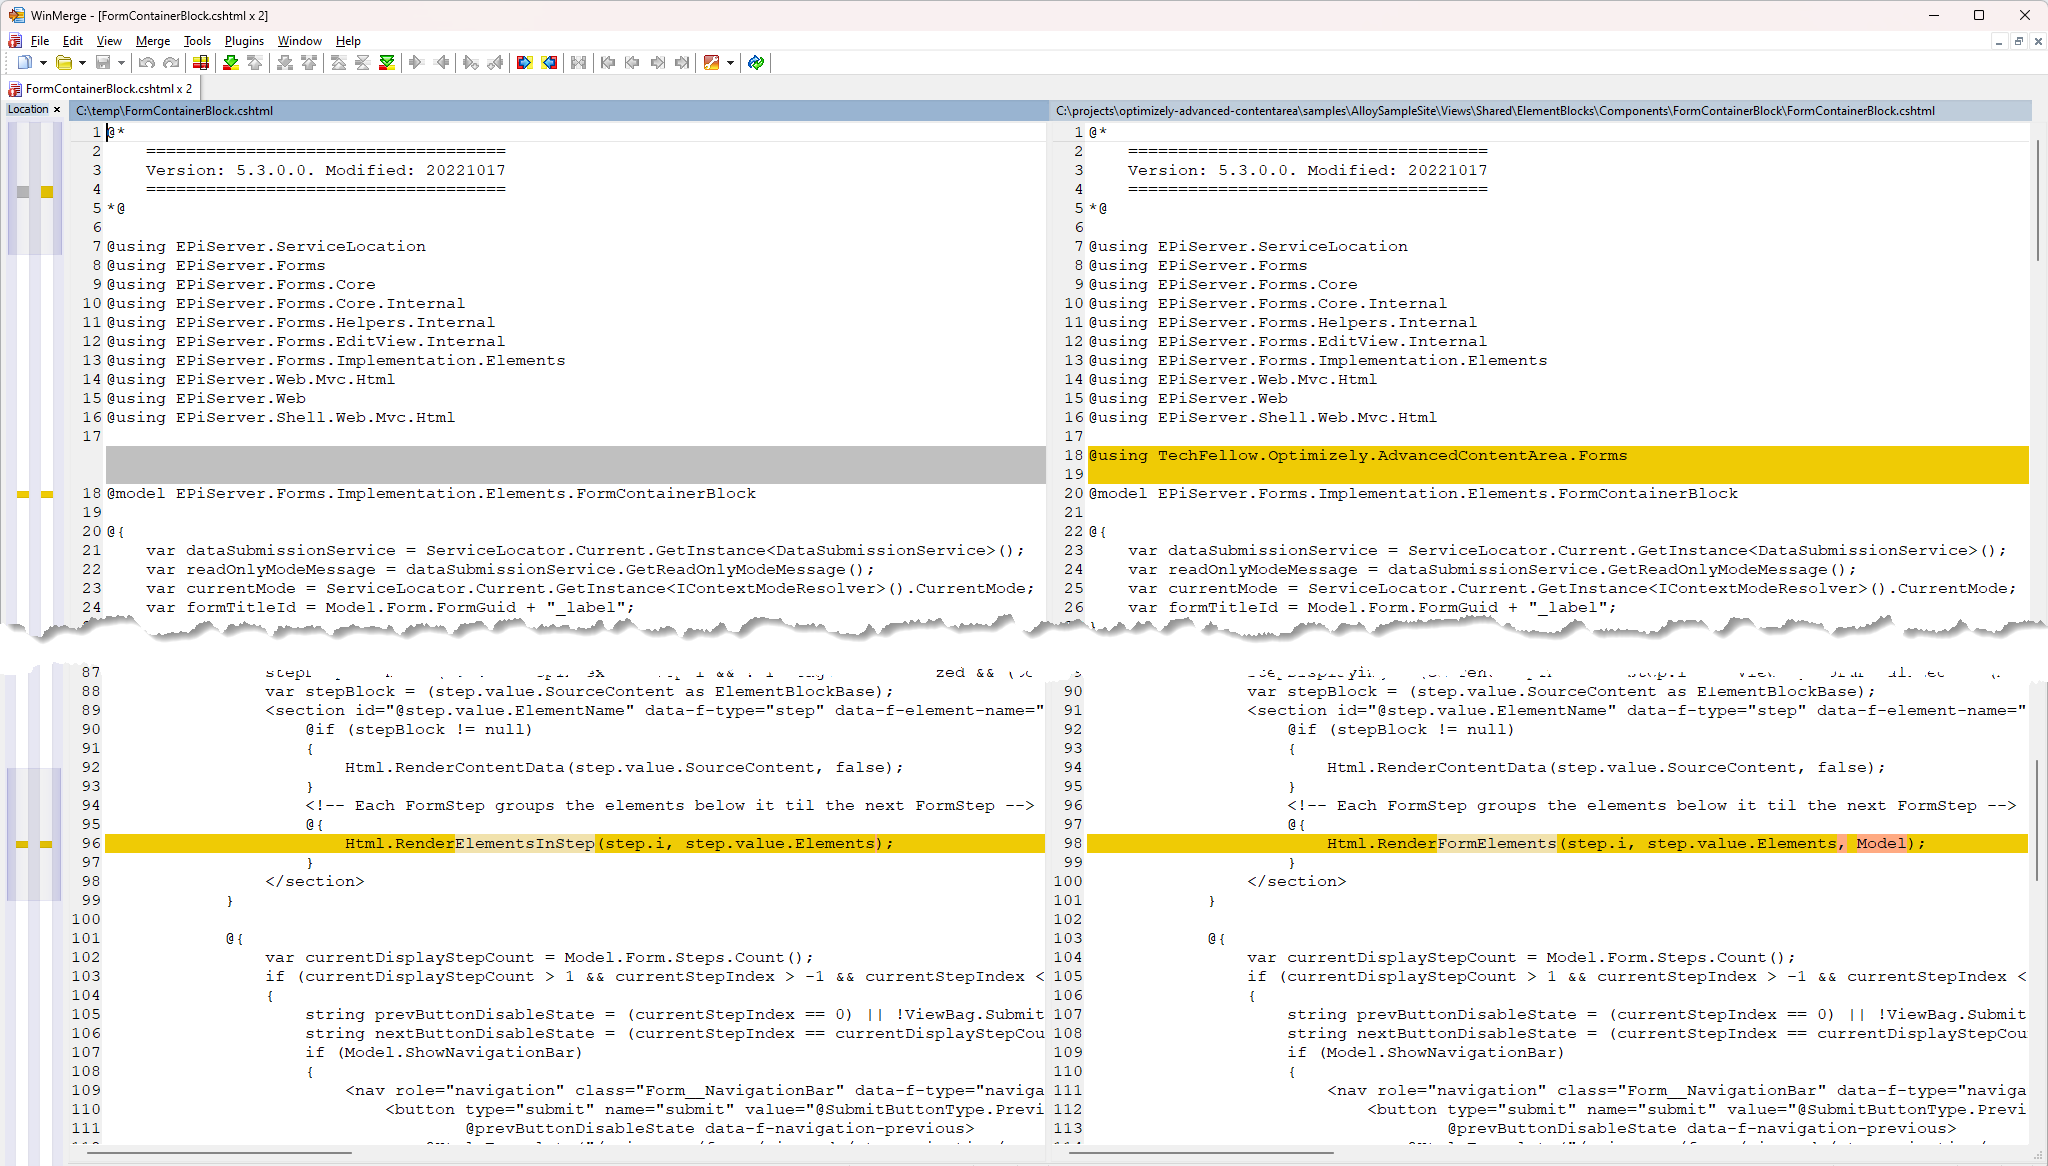 WinMerge - [FormContainerBlock.cshtml x 2]
File Edit View Merge Tools Plugins Window Help
FormContainerBlock.cshtml x 2
Location ×
C:\temp\FormContainerBlock.cshtml
1 @*
2 ====================================
3 Version: 5.3.0.0. Modified: 20221017
4 ====================================
5 *@
6
7 @using EPiServer.ServiceLocation
8 @using EPiServer.Forms
9 @using EPiServer.Forms.Core
10 @using EPiServer.Forms.Core.Internal
11 @using EPiServer.Forms.Helpers.Internal
12 @using EPiServer.Forms.EditView.Internal
13 @using EPiServer.Forms.Implementation.Elements
14 @using EPiServer.Web.Mvc.Html
15 @using EPiServer.Web
16 @using EPiServer.Shell.Web.Mvc.Html
17
18 @model EPiServer.Forms.Implementation.Elements.FormContainerBlock
19
20 @{
21 var dataSubmissionService = ServiceLocator.Current.GetInstance<DataSubmissionService>();
22 var readOnlyModeMessage = dataSubmissionService.GetReadOnlyModeMessage();
23 var currentMode = ServiceLocator.Current.GetInstance<IContextModeResolver>().CurrentMode;
24 var formTitleId = Model.Form.FormGuid + "_label";
87
88 var stepBlock = (step.value.SourceContent as ElementBlockBase);
89 <section id="@step.value.ElementName" data-f-type="step" data-f-element-name="
90 @if (stepBlock != null)
91 {
92 Html.RenderContentData(step.value.SourceContent, false);
93 }
94 <!-- Each FormStep groups the elements below it til the next FormStep -->
95 @{
96 Html.RenderElementsInStep(step.i, step.value.Elements);
97 }
98 </section>
99 }
100
101 @{
102 var currentDisplayStepCount = Model.Form.Steps.Count();
103 if (currentDisplayStepCount > 1 && currentStepIndex > -1 && currentStepIndex <
104 {
105 string prevButtonDisableState = (currentStepIndex == 0) || !ViewBag.Submit
106 string nextButtonDisableState = (currentStepIndex == currentDisplayStepCou
107 if (Model.ShowNavigationBar)
108 {
109 <nav role="navigation" class="Form__NavigationBar" data-f-type="naviga
110 <button type="submit" name="submit" value="@SubmitButtonType.Previ
111 @prevButtonDisableState data-f-navigation-previous>
C:\projects\optimizely-advanced-contentarea\samples\AlloySampleSite\Views\Shared\ElementBlocks\Components\FormContainerBlock\FormContainerBlock.cshtml
1 @*
2 ====================================
3 Version: 5.3.0.0. Modified: 20221017
4 ====================================
5 *@
6
7 @using EPiServer.ServiceLocation
8 @using EPiServer.Forms
9 @using EPiServer.Forms.Core
10 @using EPiServer.Forms.Core.Internal
11 @using EPiServer.Forms.Helpers.Internal
12 @using EPiServer.Forms.EditView.Internal
13 @using EPiServer.Forms.Implementation.Elements
14 @using EPiServer.Web.Mvc.Html
15 @using EPiServer.Web
16 @using EPiServer.Shell.Web.Mvc.Html
17
18 @using TechFellow.Optimizely.AdvancedContentArea.Forms
19
20 @model EPiServer.Forms.Implementation.Elements.FormContainerBlock
21
22 @{
23 var dataSubmissionService = ServiceLocator.Current.GetInstance<DataSubmissionService>();
24 var readOnlyModeMessage = dataSubmissionService.GetReadOnlyModeMessage();
25 var currentMode = ServiceLocator.Current.GetInstance<IContextModeResolver>().CurrentMode;
26 var formTitleId = Model.Form.FormGuid + "_label";
90 var stepBlock = (step.value.SourceContent as ElementBlockBase);
91 <section id="@step.value.ElementName" data-f-type="step" data-f-element-name="
92 @if (stepBlock != null)
93 {
94 Html.RenderContentData(step.value.SourceContent, false);
95 }
96 <!-- Each FormStep groups the elements below it til the next FormStep -->
97 @{
98 Html.RenderFormElements(step.i, step.value.Elements, Model);
99 }
100 </section>
101 }
102
103 @{
104 var currentDisplayStepCount = Model.Form.Steps.Count();
105 if (currentDisplayStepCount > 1 && currentStepIndex > -1 && currentStepIndex <
106 {
107 string prevButtonDisableState = (currentStepIndex == 0) || !ViewBag.Submit
108 string nextButtonDisableState = (currentStepIndex == currentDisplayStepCou
109 if (Model.ShowNavigationBar)
110 {
111 <nav role="navigation" class="Form__NavigationBar" data-f-type="naviga
112 <button type="submit" name="submit" value="@SubmitButtonType.Previ
113 @prevButtonDisableState data-f-navigation-previous>